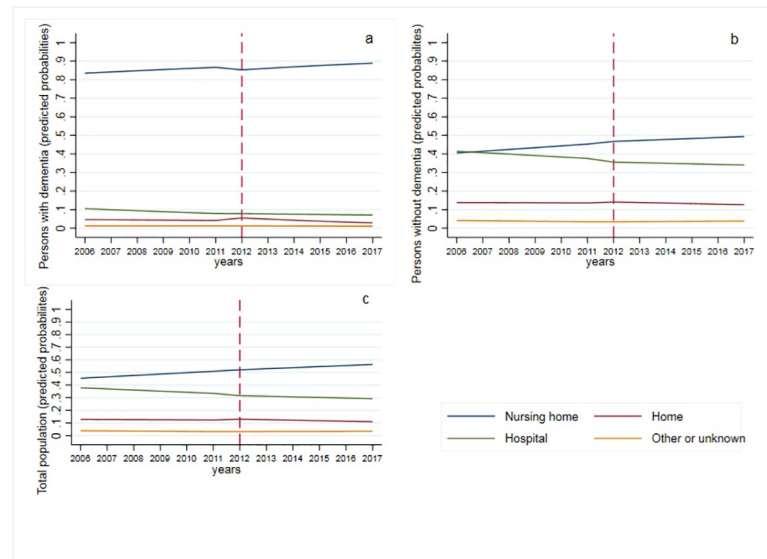 a
Persons with dementia (predicted probabilites)
1
.9
.8
.7
.6
.5
.4
.3
.2
.1
0
2006 2007 2008 2009 2010 2011 2012 2013 2014 2015 2016 2017
years
b
Persons without dementia (predicted probabilities)
1
.9
.8
.7
.6
.5
.4
.3
.2
.1
0
2006 2007 2008 2009 2010 2011 2012 2013 2014 2015 2016 2017
years
c
Total population (predicted probabiliites)
1
.9
.8
.7
.6
.5
.4
.3
.2
.1
0
2006 2007 2008 2009 2010 2011 2012 2013 2014 2015 2016 2017
years
Nursing home Home
Hospital Other or unknown